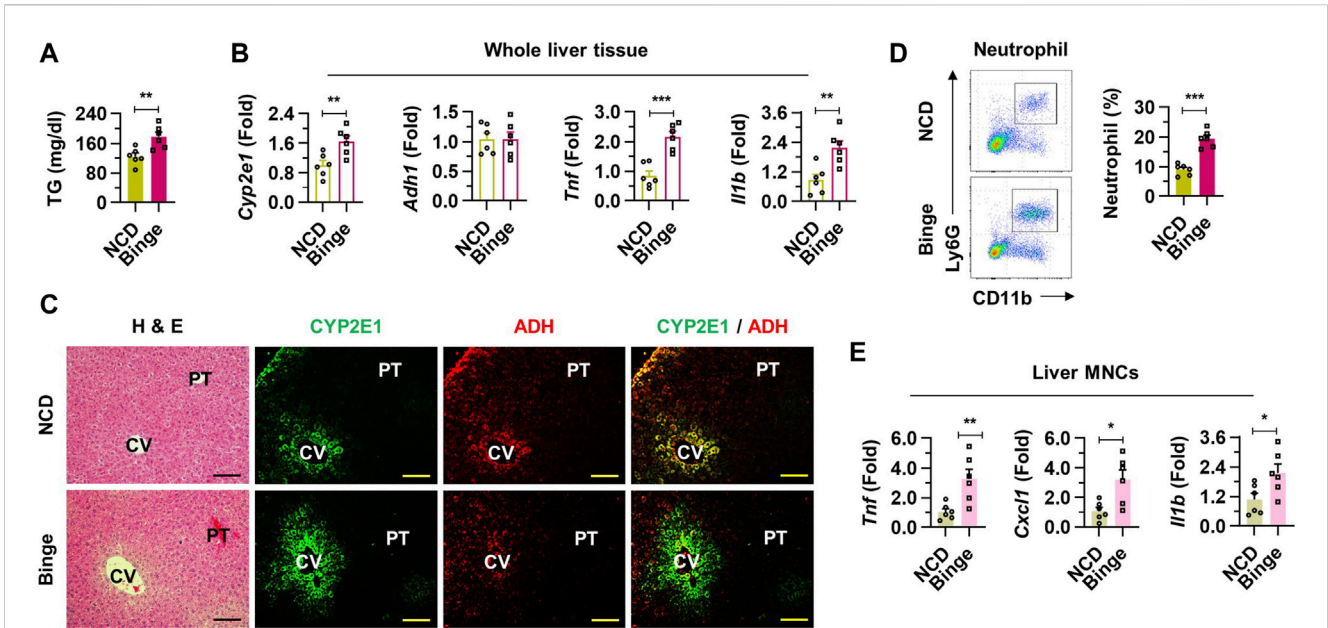 A
TG (mg/dl)
240
160
80
0
**
NCD
Binge
B
Whole liver tissue
Cyp2e1 (Fold)
2.4
1.6
0.8
0.0
**
NCD
Binge
Adh1 (Fold)
1.5
1.0
0.5
0.0
NCD
Binge
Tnf (Fold)
3.0
2.0
1.0
0.0
***
NCD
Binge
Il1b (Fold)
3.6
2.4
1.2
0.0
**
NCD
Binge
C
H & E
CYP2E1
ADH
CYP2E1 / ADH
NCD
PT
CV
PT
CV
PT
CV
PT
CV
Binge
PT
CV
PT
CV
PT
CV
PT
CV
D
Neutrophil
NCD
Binge
Ly6G
CD11b
Neutrophil (%)
40
30
20
10
0
***
NCD
Binge
E
Liver MNCs
Tnf (Fold)
6.0
4.0
2.0
0.0
**
NCD
Binge
Cxcl1 (Fold)
6.0
4.0
2.0
0.0
*
NCD
Binge
Il1b (Fold)
3.6
2.4
1.2
0.0
*
NCD
Binge